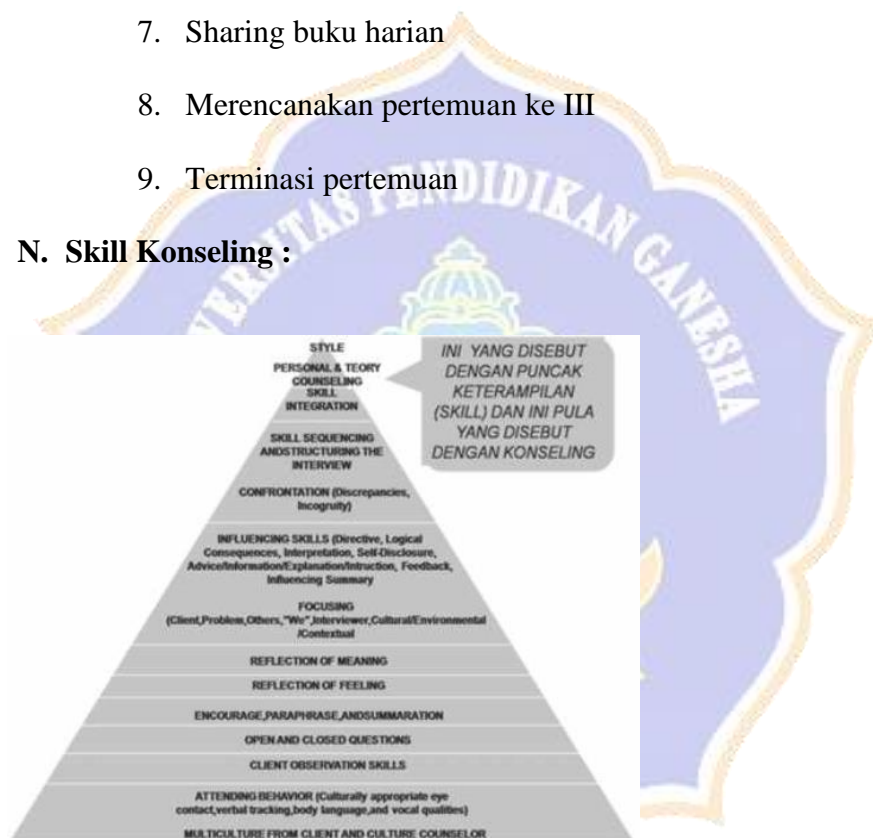 7. Sharing buku harian
8. Merencanakan pertemuan ke III
9. Terminasi pertemuan
UNIVERSITAS PENDIDIKAN GANESHA
N. Skill Konseling :
STYLE
PERSONAL & TEORY
COUNSELING
SKILL
INTEGRATION
INI YANG DISEBUT
DENGAN PUNCAK
KETERAMPILAN
(SKILL) DAN INI PULA
YANG DISEBUT
DENGAN KONSELING
SKILL SEQUENCING
ANDSTRUCTURING THE
INTERVIEW
CONFRONTATION (Discrepancies,
Incogruity)
INFLUENCING SKILLS (Directive, Logical
Consequences, Interpretation, Self-Disclosure,
Advice/Information/Explanation/Intruction, Feedback,
Influencing Summary
FOCUSING
(Client,Problem,Others,"We",Interviewer,Cultural/Environmental
/Contextual
REFLECTION OF MEANING
REFLECTION OF FEELING
ENCOURAGE,PARAPHRASE,ANDSUMMARATION
OPEN AND CLOSED QUESTIONS
CLIENT OBSERVATION SKILLS
ATTENDING BEHAVIOR (Culturally appropriate eye
contact,verbal tracking,body language,and vocal qualities)
MULTICULTURE FROM CLIENT AND CULTURE COUNSELOR